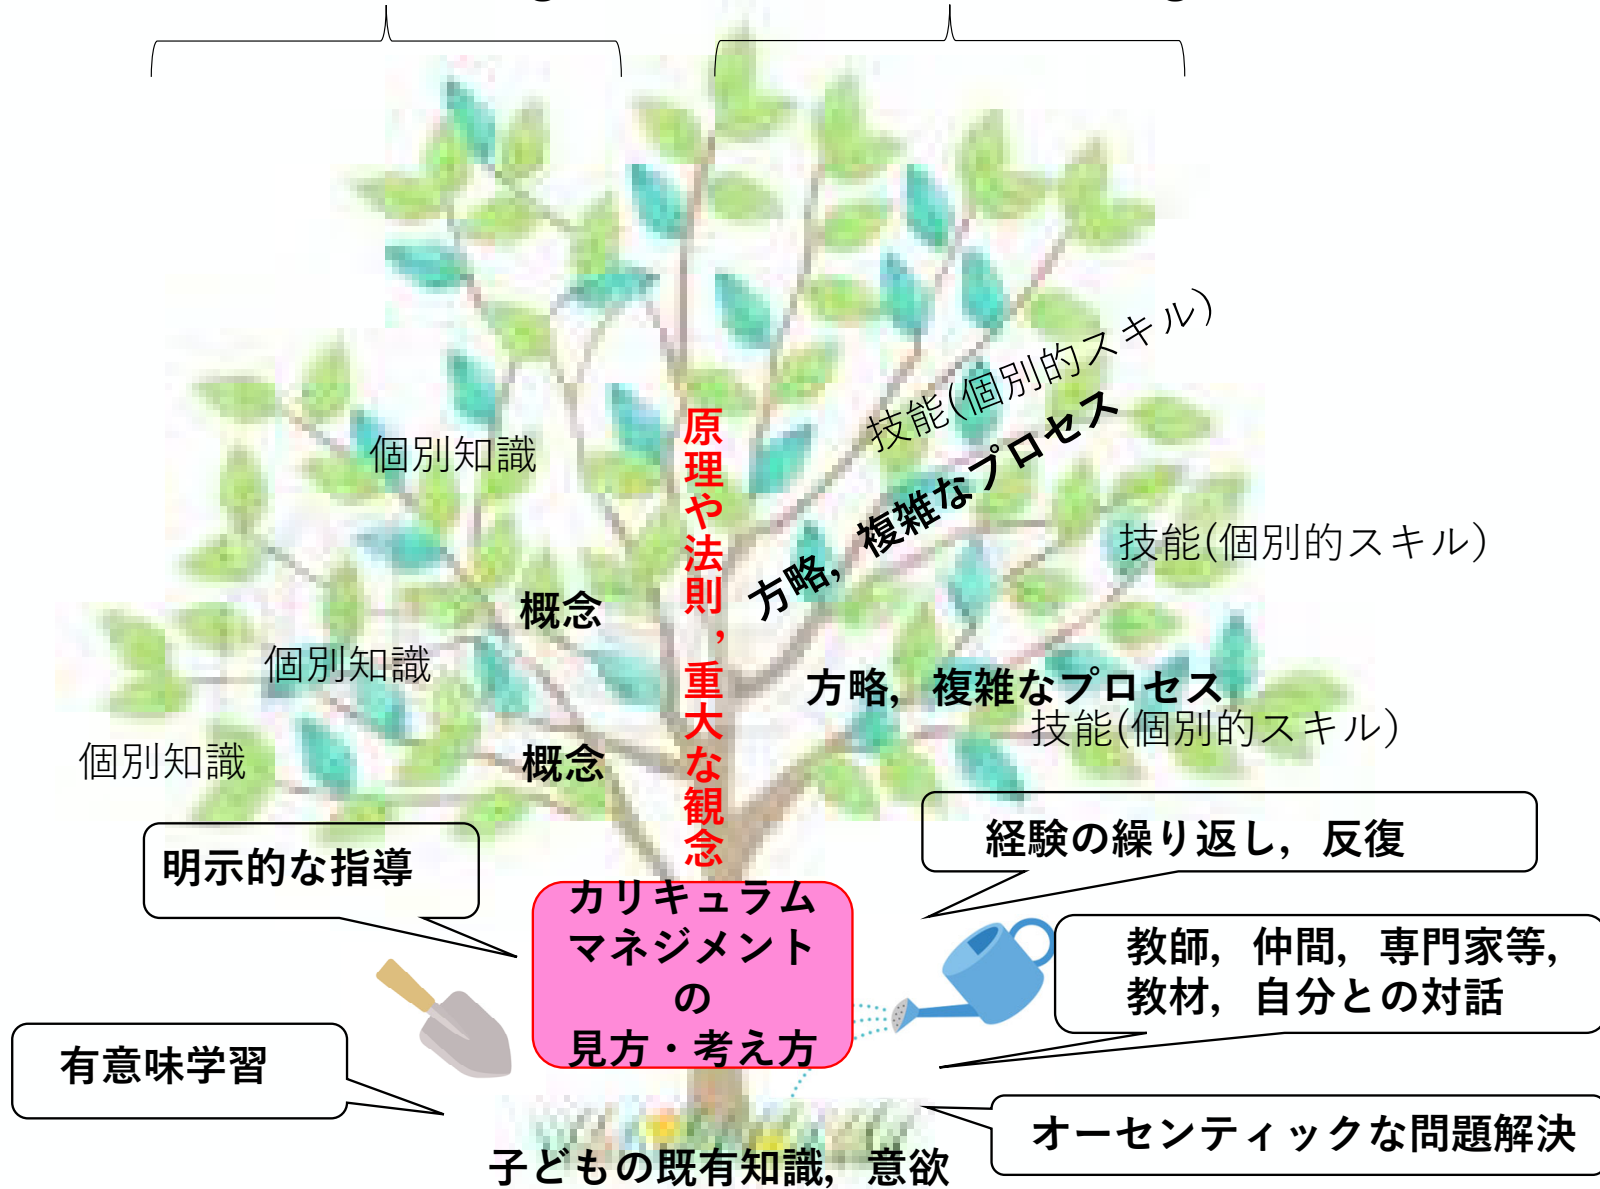 技能(個別的スキル)
方略，複雑なプロセス
個別知識
原理や法則，重大な観念
技能(個別的スキル)
概念
個別知識
方略，複雑なプロセス
技能(個別的スキル)
個別知識
概念
明示的な指導
経験の繰り返し，反復
カリキュラム
マネジメント
の
見方・考え方
教師，仲間，専門家等，
教材，自分との対話
有意味学習
オーセンティックな問題解決
子どもの既有知識，意欲